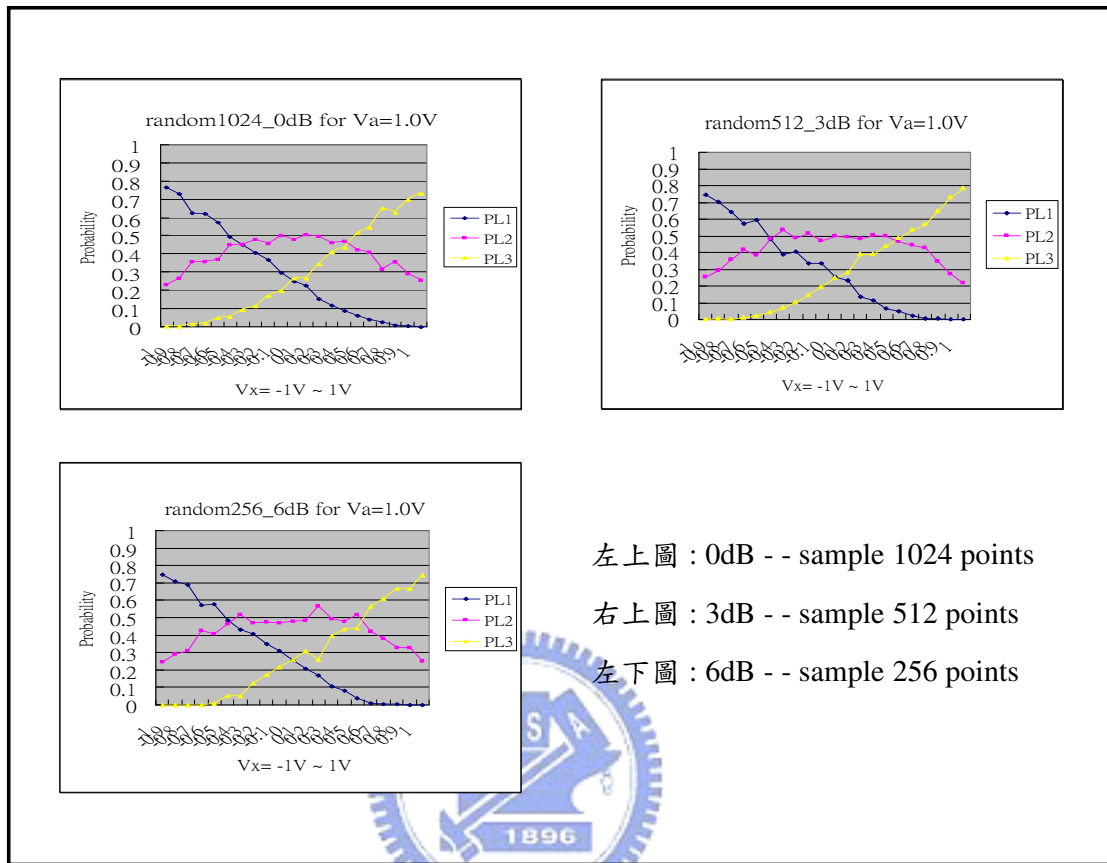 random1024_0dB for Va=1.0V
Probability
1
0.9
0.8
0.7
0.6
0.5
0.4
0.3
0.2
0.1
0
PL1
PL2
PL3
Vx= -1V ~ 1V
random512_3dB for Va=1.0V
Probability
1
0.9
0.8
0.7
0.6
0.5
0.4
0.3
0.2
0.1
0
PL1
PL2
PL3
Vx= -1V ~ 1V
random256_6dB for Va=1.0V
Probability
1
0.9
0.8
0.7
0.6
0.5
0.4
0.3
0.2
0.1
0
PL1
PL2
PL3
Vx= -1V ~ 1V
左上圖 : 0dB - - sample 1024 points
右上圖 : 3dB - - sample 512 points
左下圖 : 6dB - - sample 256 points
S A
1896